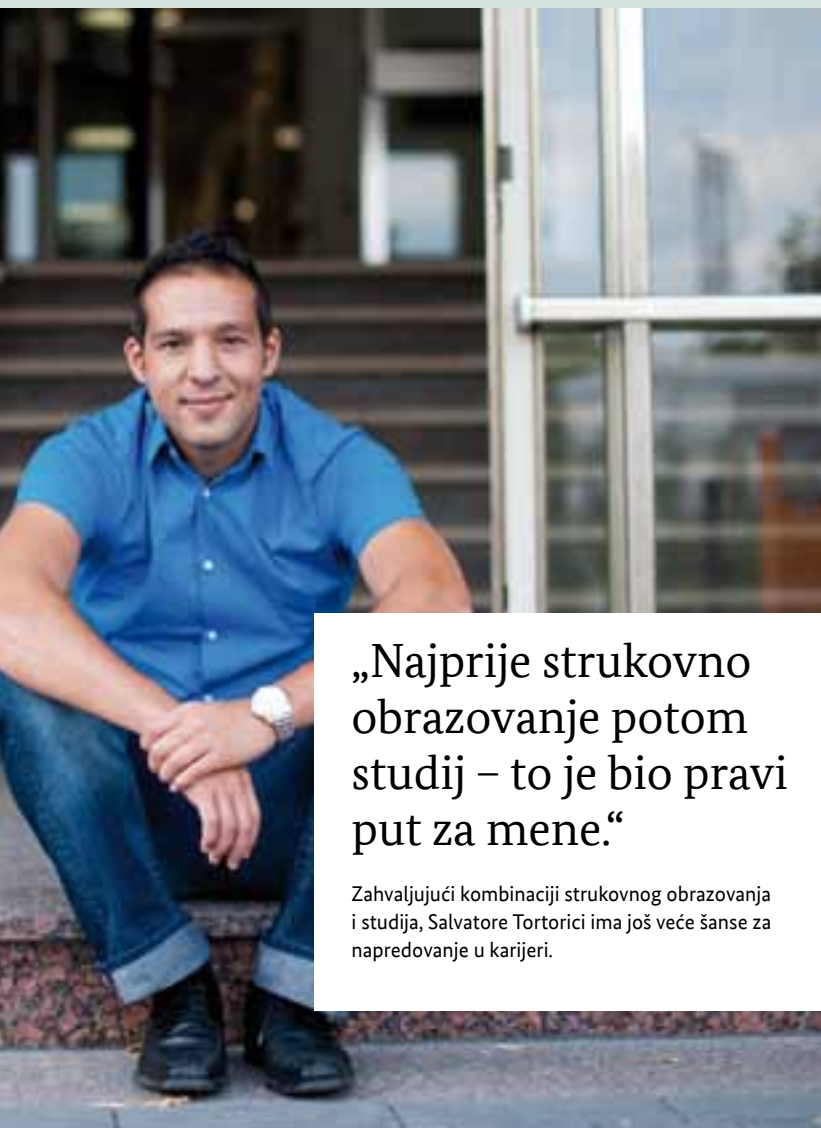 „Najprije strukovno
obrazovanje potom
studij – to je bio pravi
put za mene.“
Zahvaljujući kombinaciji strukovnog obrazovanja
i studija, Salvatore Tortorici ima još veće šanse za
napredovanje u karijeri.